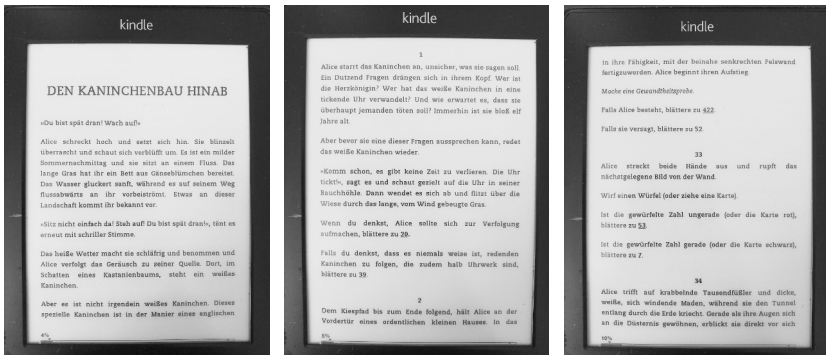 kindle
DEN KANINCHENBAU HINAB
»Du bist spät dran! Wach auf!«
Alice schreckt hoch und setzt sich hin. Sie blinzelt
überrascht und schaut sich verblüfft um. Es ist ein milder
Sommernachmittag und sie sitzt an einem Fluss. Das
lange Gras hat ihr ein Bett aus Gänseblümchen bereitet.
Das Wasser gluckert sanft, während es auf seinem Weg
flussabwärts an ihr vorbeiströmt. Etwas an dieser
Landschaft kommt ihr bekannt vor.
»Sitz nicht einfach da! Steh auf! Du bist spät dran!«, tönt es
erneut mit schriller Stimme.
Das heiße Wetter macht sie schläfrig und benommen und
Alice verfolgt das Geräusch zu seiner Quelle. Dort, im
Schatten eines Kastanienbaums, steht ein weißes
Kaninchen.
Aber es ist nicht irgendein weißes Kaninchen. Dieses
spezielle Kaninchen ist in der Manier eines englischen
4%
kindle
1
Alice starrt das Kaninchen an, unsicher, was sie sagen soll.
Ein Dutzend Fragen drängen sich in ihrem Kopf. Wer ist
die Herzkönigin? Wer hat das weiße Kaninchen in eine
tickende Uhr verwandelt? Und wie erwartet es, dass sie
überhaupt jemanden töten soll? Immerhin ist sie bloß elf
Jahre alt.
Aber bevor sie eine dieser Fragen aussprechen kann, redet
das weiße Kaninchen wieder.
»Komm schon, es gibt keine Zeit zu verlieren. Die Uhr
tickt!«, sagt es und schaut gezielt auf die Uhr in seiner
Bauchhöhle. Dann wendet es sich ab und flitzt über die
Wiese durch das lange, vom Wind gebeugte Gras.
Wenn du denkst, Alice sollte sich zur Verfolgung
aufmachen, blättere zu 20.
Falls du denkst, dass es niemals weise ist, redenden
Kaninchen zu folgen, die zudem halb Uhrwerk sind,
blättere zu 39.
2
Dem Kiespfad bis zum Ende folgend, hält Alice an der
Vordertür eines ordentlichen kleinen Hauses. In das
5%
kindle
in ihre Fähigkeit, mit der beinahe senkrechten Felswand
fertigzuwerden. Alice beginnt ihren Aufstieg.
Mache eine Gewandtheitsprobe.
Falls Alice besteht, blättere zu 422.
Falls sie versagt, blättere zu 52.
33
Alice streckt beide Hände aus und rupft das
nächstgelegene Bild von der Wand.
Wirf einen Würfel (oder ziehe eine Karte).
Ist die gewürfelte Zahl ungerade (oder die Karte rot),
blättere zu 53.
Ist die gewürfelte Zahl gerade (oder die Karte schwarz),
blättere zu 7.
34
Alice trifft auf krabbelnde Tausendfüßler und dicke,
weiße, sich windende Maden, während sie den Tunnel
entlang durch die Erde kriecht. Gerade als ihre Augen sich
an die Düsternis gewöhnen, erblickt sie direkt vor sich
10%